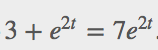 3 + e^{2t} = 7e^{2t}.